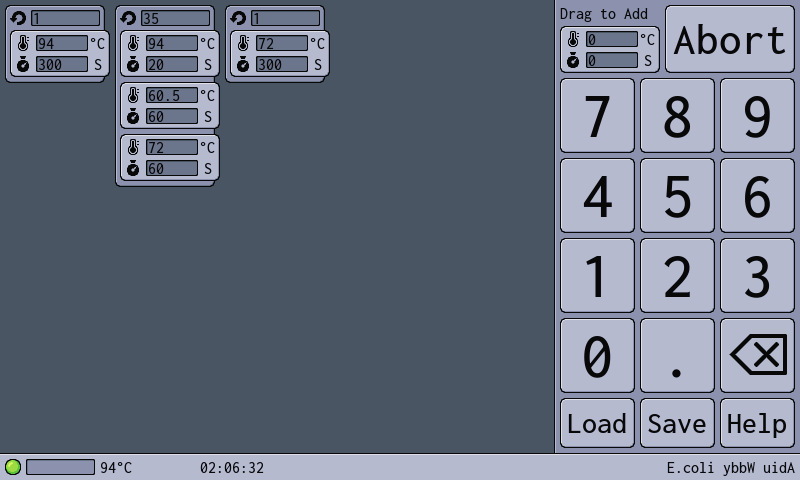 1
94 °C
300 S
35
94 °C
20 S
60.5 °C
60 S
72 °C
60 S
1
72 °C
300 S
Drag to Add
0 °C
0 S
Abort
7 8 9
4 5 6
1 2 3
0 .
Load Save Help
94°C 02:06:32 E.coli ybbW uidA